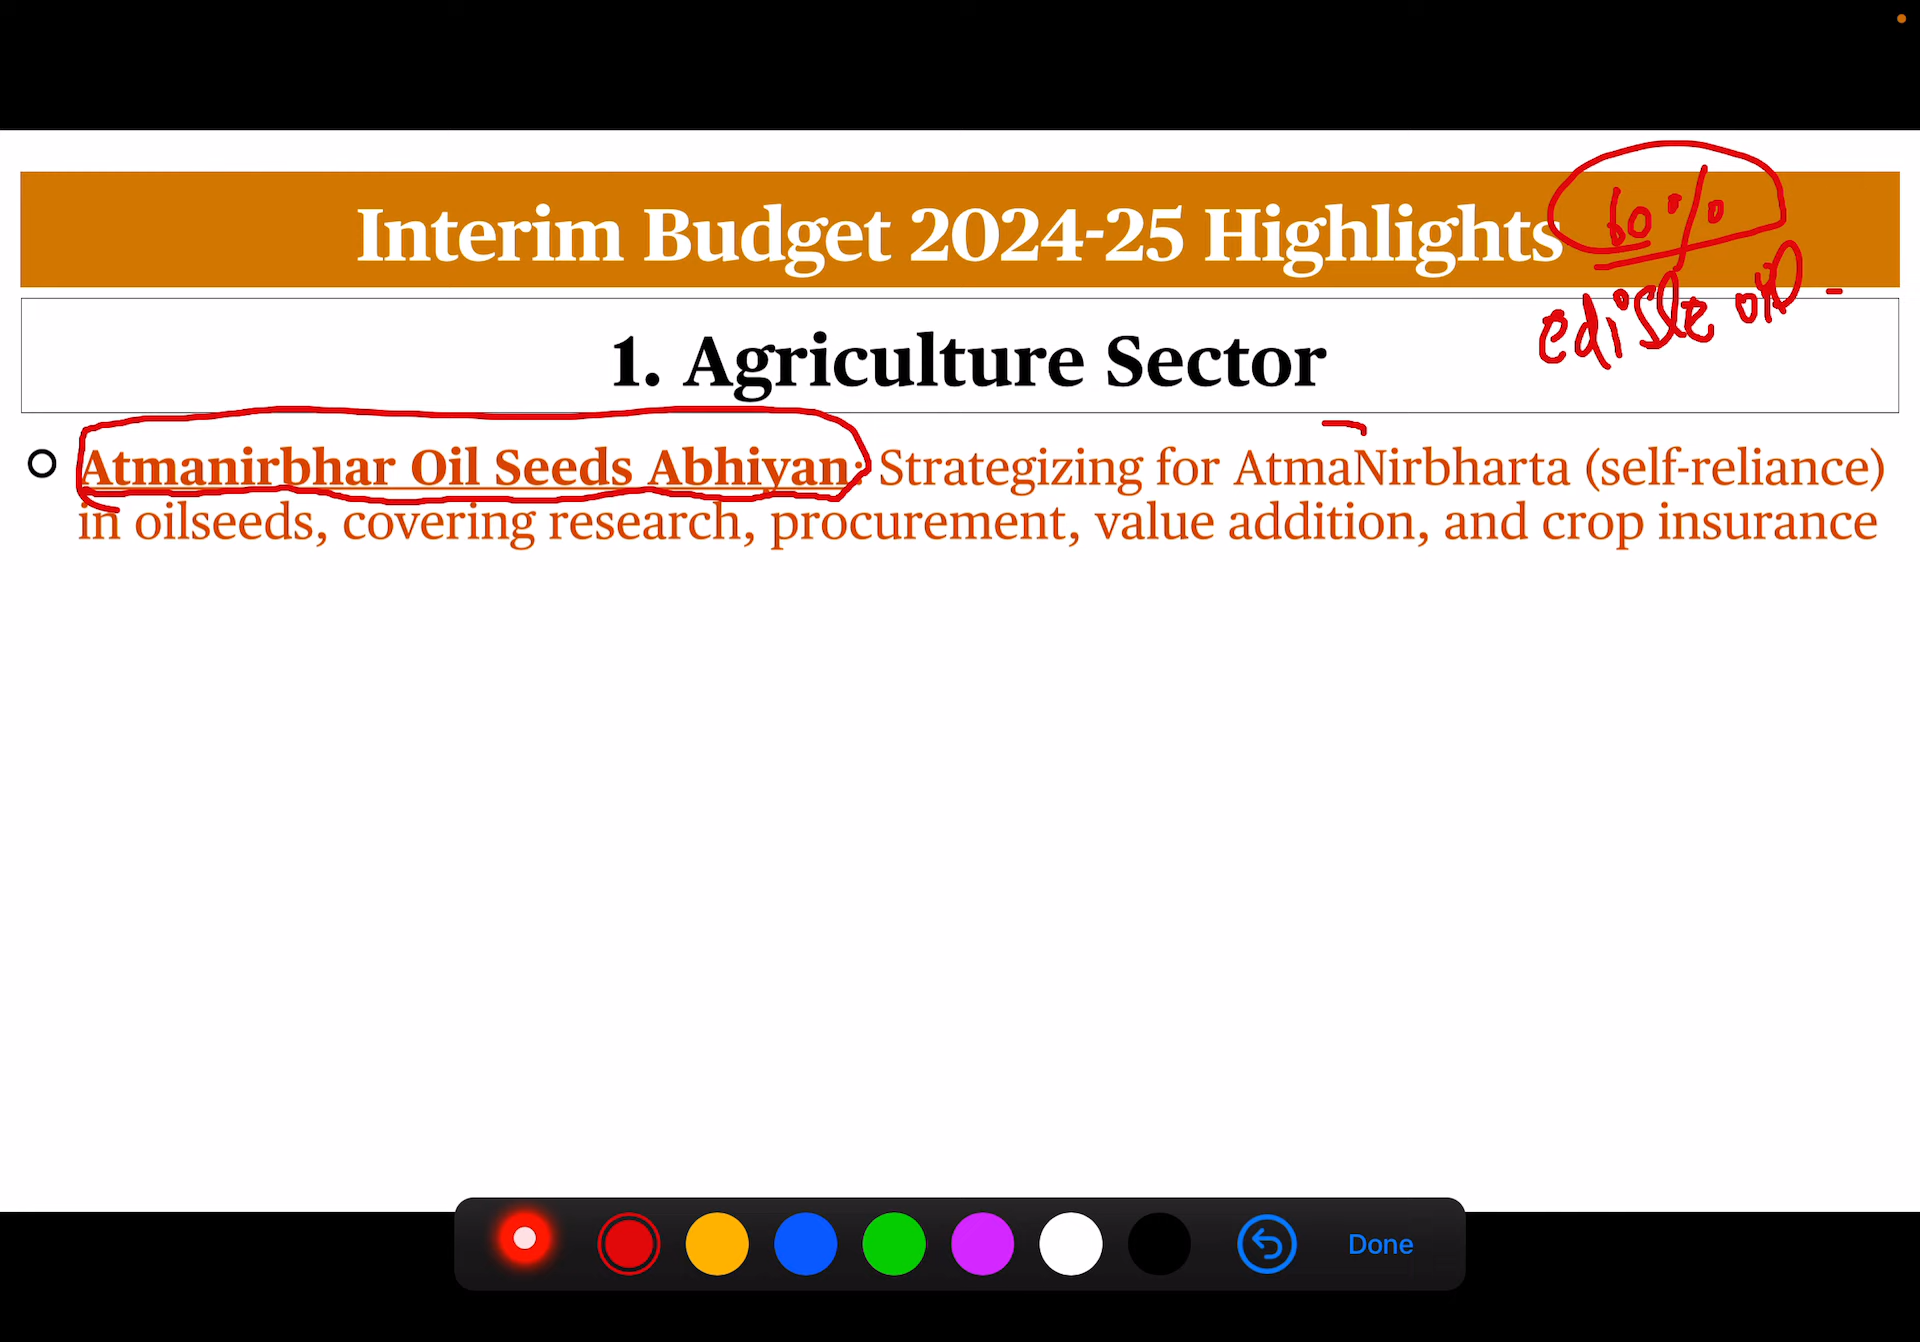 Interim Budget 2024-25 Highlights
60%
edible oil
1. Agriculture Sector
Atmanirbhar Oil Seeds Abhiyan: Strategizing for AtmaNirbharta (self-reliance)
in oilseeds, covering research, procurement, value addition, and crop insurance
Done